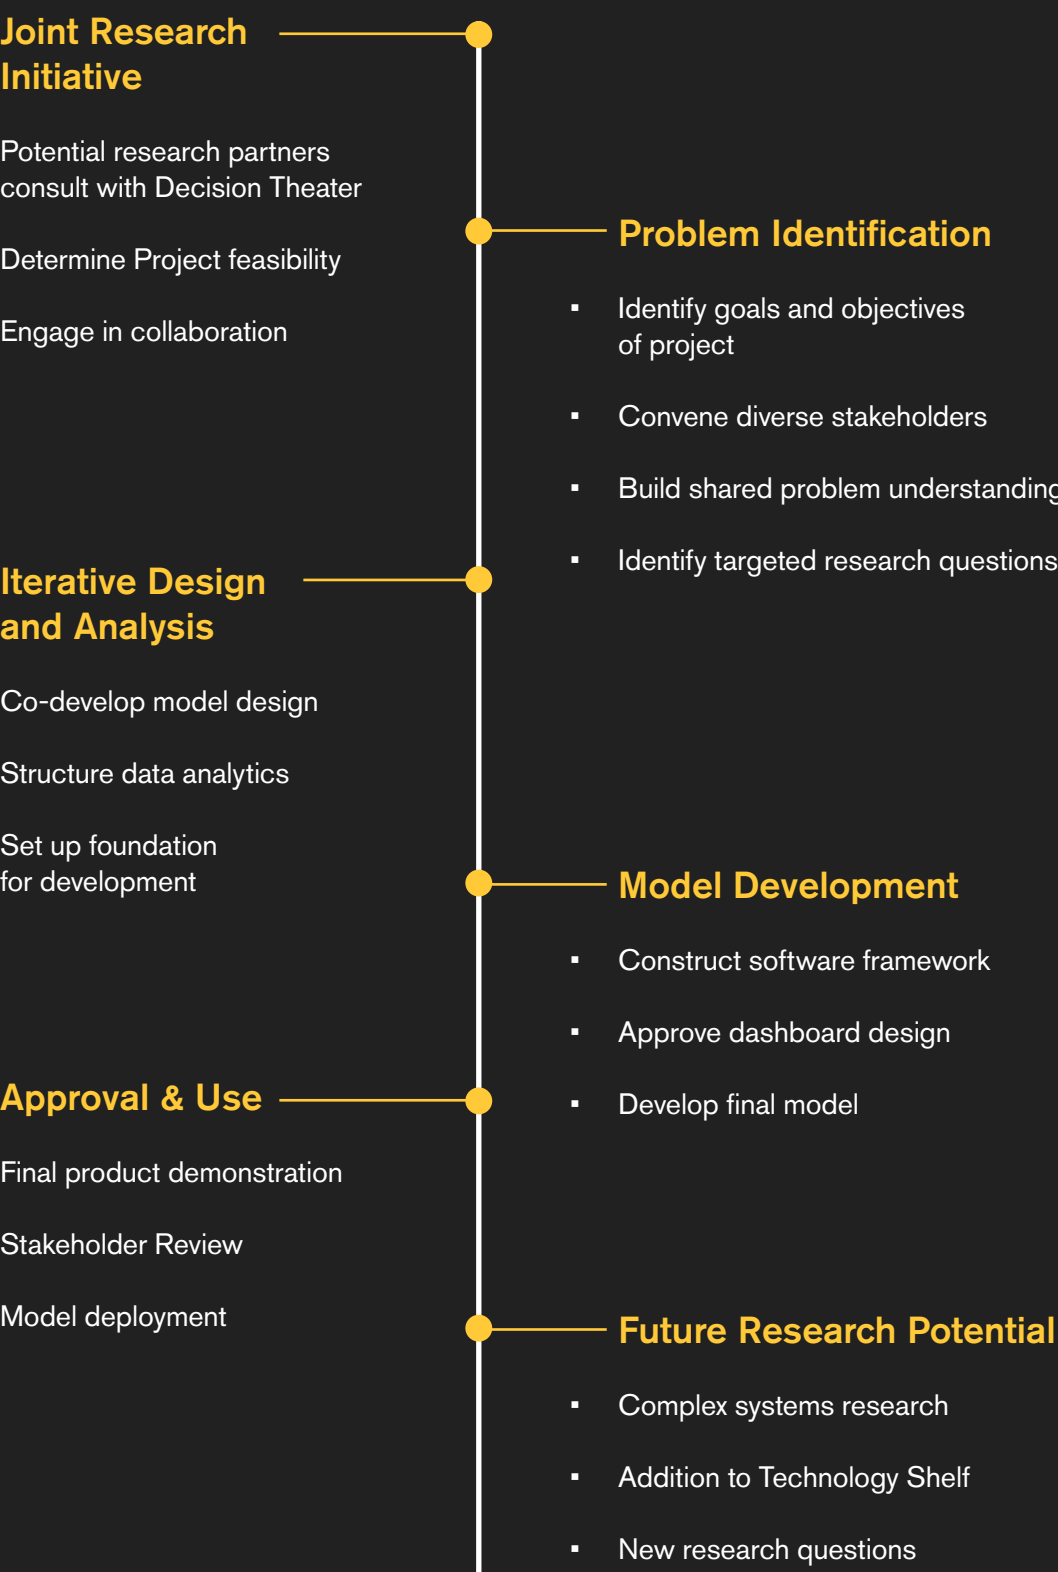 Joint Research
Initiative
Potential research partners
consult with Decision Theater
Determine Project feasibility
Engage in collaboration
Problem Identification
▪ Identify goals and objectives
of project
▪ Convene diverse stakeholders
▪ Build shared problem understanding
▪ Identify targeted research questions
Iterative Design
and Analysis
Co-develop model design
Structure data analytics
Set up foundation
for development
Model Development
▪ Construct software framework
▪ Approve dashboard design
▪ Develop final model
Approval & Use
Final product demonstration
Stakeholder Review
Model deployment
Future Research Potential
▪ Complex systems research
▪ Addition to Technology Shelf
▪ New research questions